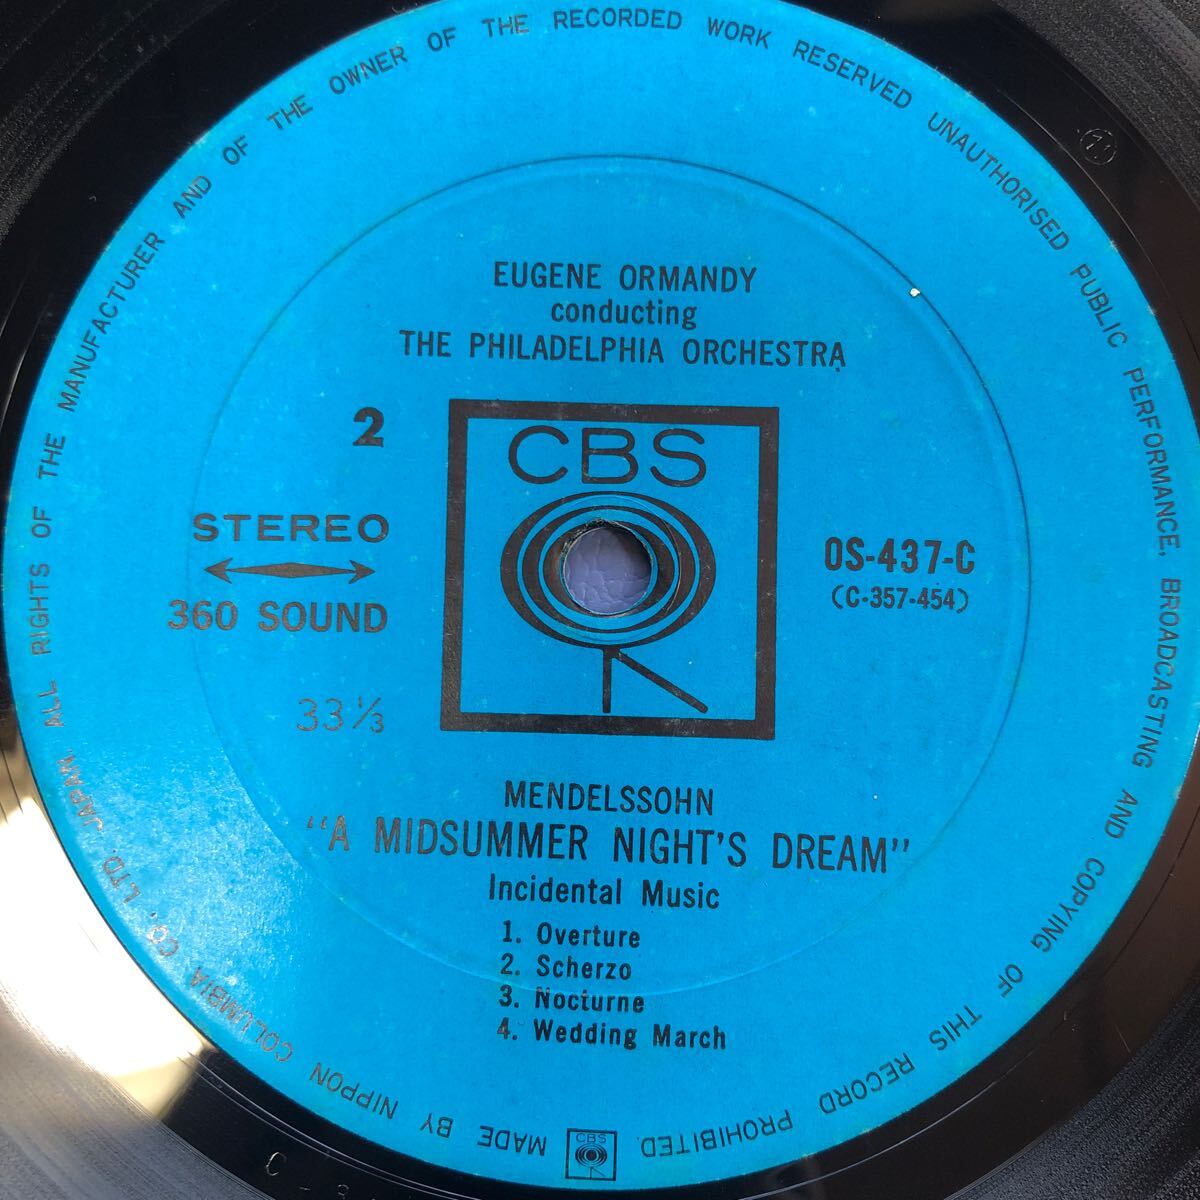 EUGENE ORMANDY
conducting
THE PHILADELPHIA ORCHESTRA
2
CBS
STEREO
360 SOUND
OS-437-C
(C-357-454)
33 1/3
MENDELSSOHN
"A MIDSUMMER NIGHT'S DREAM"
Incidental Music
1. Overture
2. Scherzo
3. Nocturne
4. Wedding March
MADE BY NIPPON COLUMBIA CO., LTD. JAPAN. ALL RIGHTS OF THE MANUFACTURER AND OF THE OWNER OF THE RECORDED WORK RESERVED UNAUTHORISED PUBLIC PERFORMANCE, BROADCASTING AND COPYING OF THIS RECORD PROHIBITED.
CBS